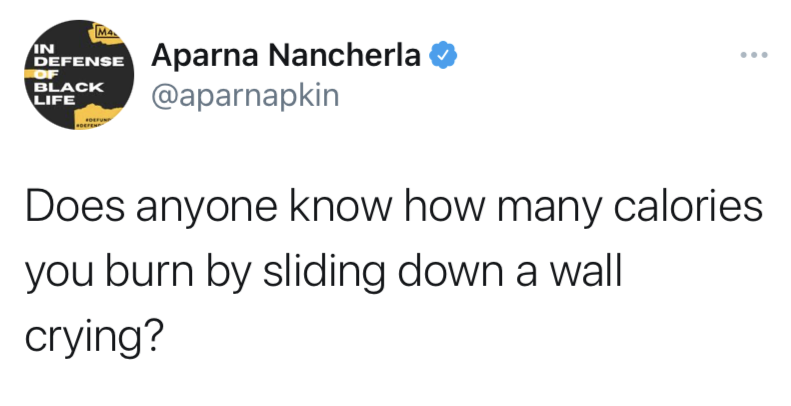 M4
IN
DEFENSE
OF
BLACK
LIFE
Aparna Nancherla
@aparnapkin
Does anyone know how many calories
you burn by sliding down a wall
crying?